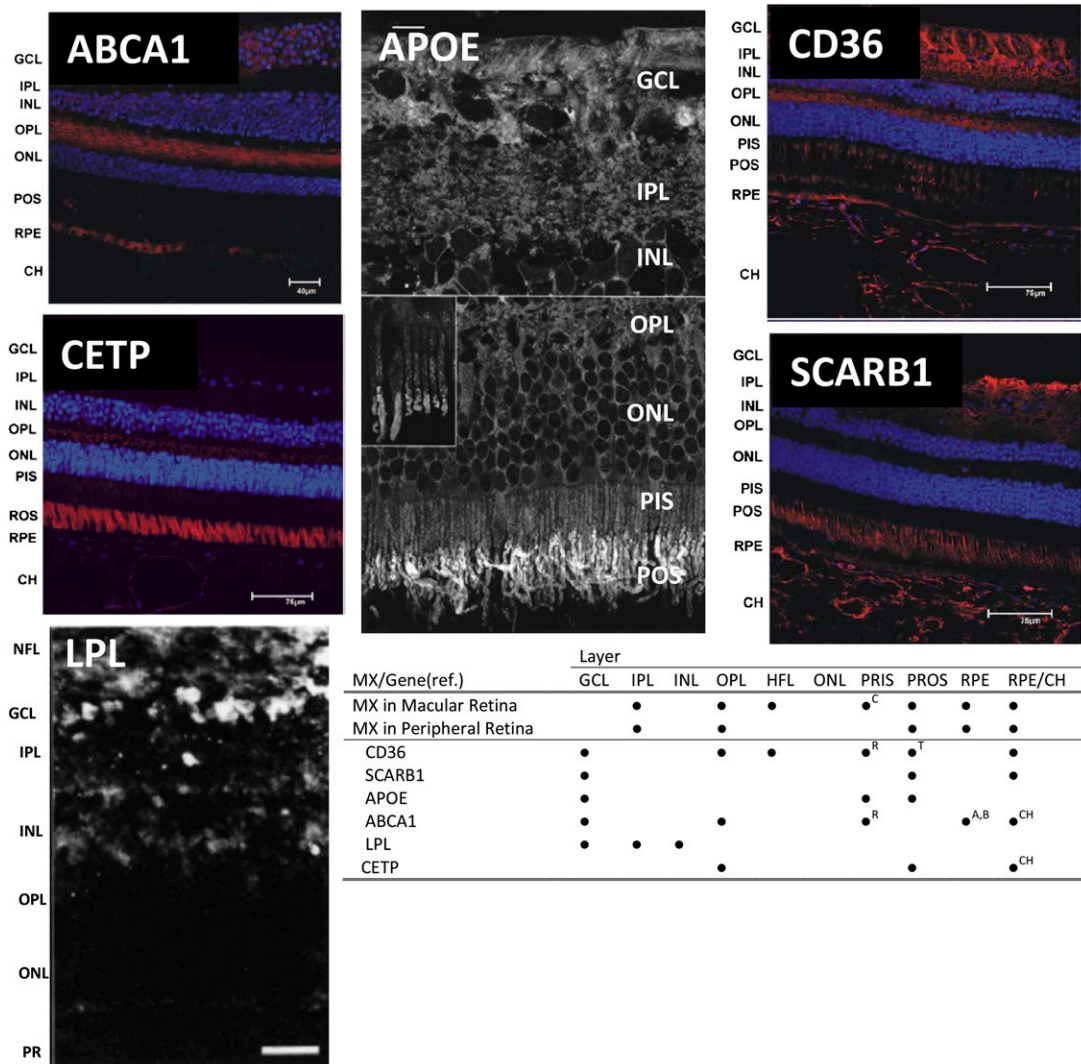 ABCA1
GCL
IPL
INL
OPL
ONL
POS
RPE
CH
40µm
APOE
GCL
IPL
INL
OPL
ONL
PIS
POS
CD36
GCL
IPL
INL
OPL
ONL
PIS
POS
RPE
CH
75µm
CETP
GCL
IPL
INL
OPL
ONL
PIS
ROS
RPE
CH
75µm
SCARB1
GCL
IPL
INL
OPL
ONL
PIS
POS
RPE
CH
75µm
LPL
NFL
GCL
IPL
INL
OPL
ONL
PR
Layer
MX/Gene(ref.) GCL IPL INL OPL HFL ONL PRIS PROS RPE RPE/CH
MX in Macular Retina • • • • C • • •
MX in Peripheral Retina • • • • •
CD36 • • • • R • T •
SCARB1 • • •
APOE • • •
ABCA1 • • • R • A,B • CH
LPL • • •
CETP • • • CH